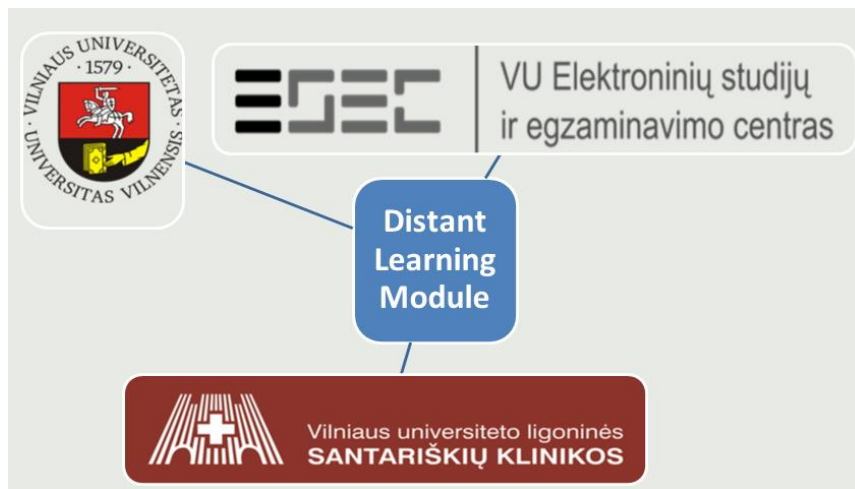 VILNIAUS UNIVERSITETAS · UNIVERSITAS VILNENSIS ·
· 1579 ·
ESEC
VU Elektroninių studijų
ir egzaminavimo centras
Distant
Learning
Module
Vilniaus universiteto ligoninės
SANTARIŠKIŲ KLINIKOS